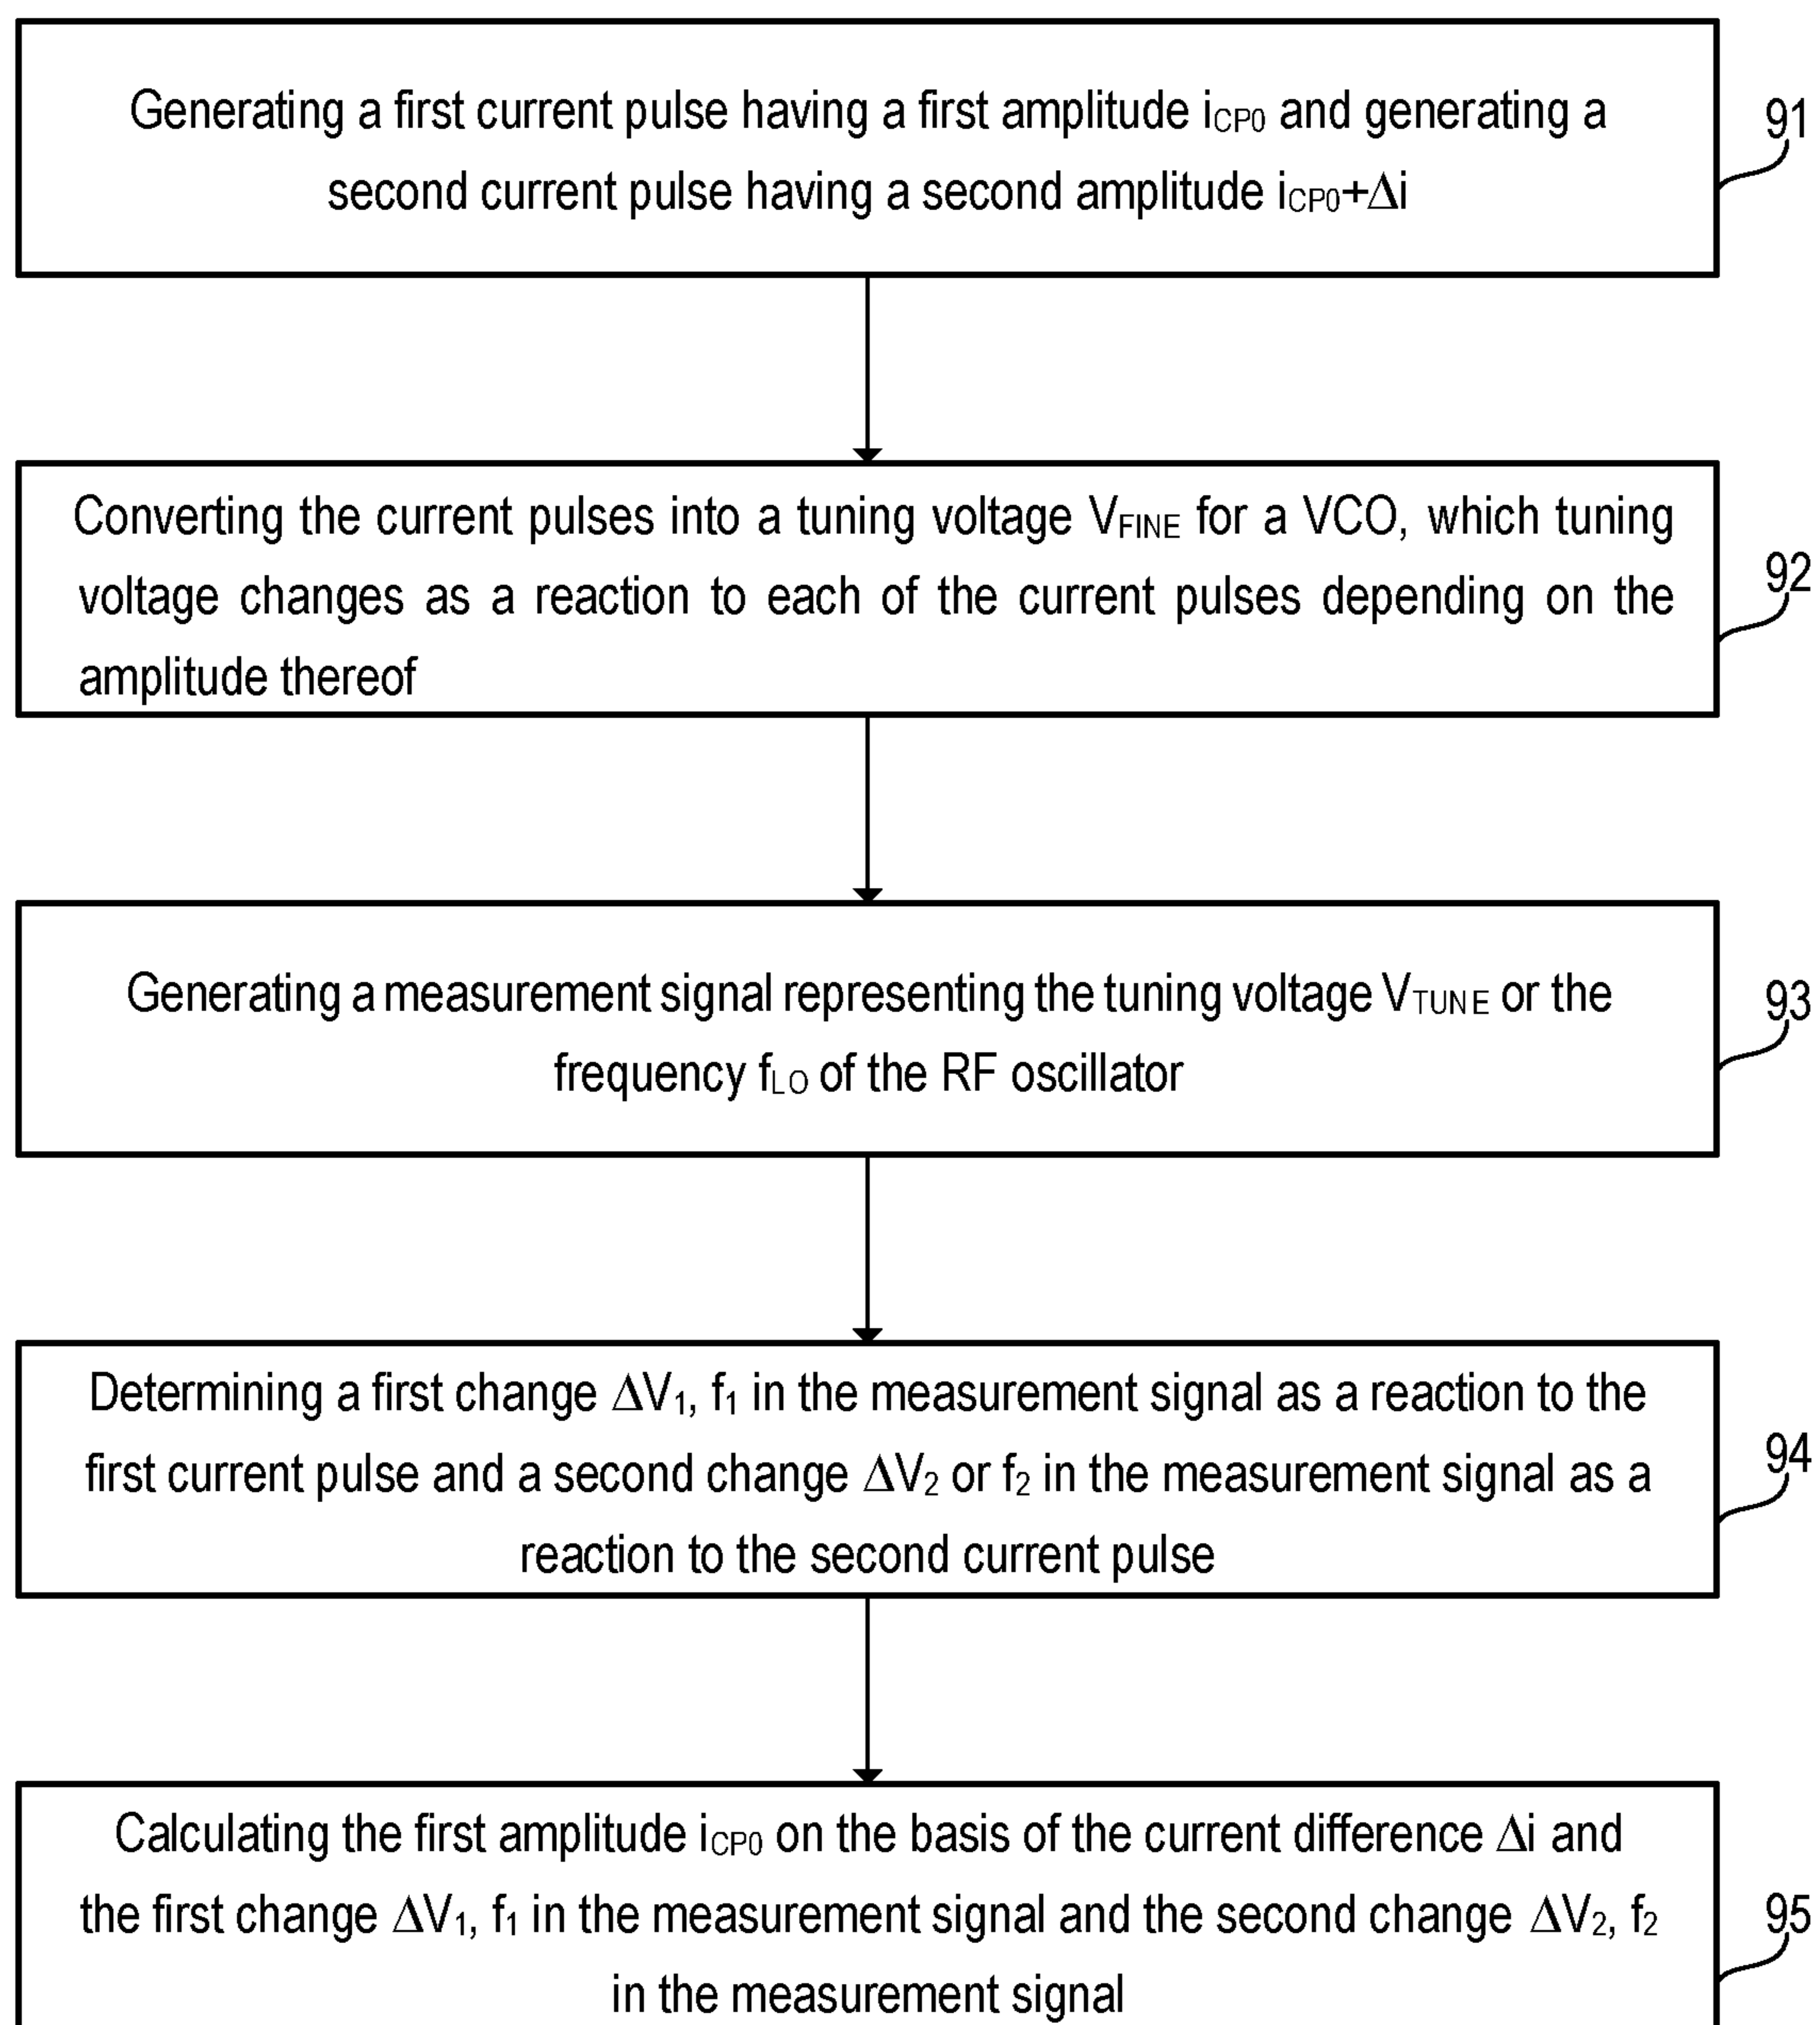 Generating a first current pulse having a first amplitude iCP0 and generating a
second current pulse having a second amplitude iCP0+Δi
91
Converting the current pulses into a tuning voltage VFINE for a VCO, which tuning
voltage changes as a reaction to each of the current pulses depending on the
amplitude thereof
92
Generating a measurement signal representing the tuning voltage VTUNE or the
frequency fLO of the RF oscillator
93
Determining a first change ΔV1, f1 in the measurement signal as a reaction to the
first current pulse and a second change ΔV2 or f2 in the measurement signal as a
reaction to the second current pulse
94
Calculating the first amplitude iCP0 on the basis of the current difference Δi and
the first change ΔV1, f1 in the measurement signal and the second change ΔV2, f2
in the measurement signal
95